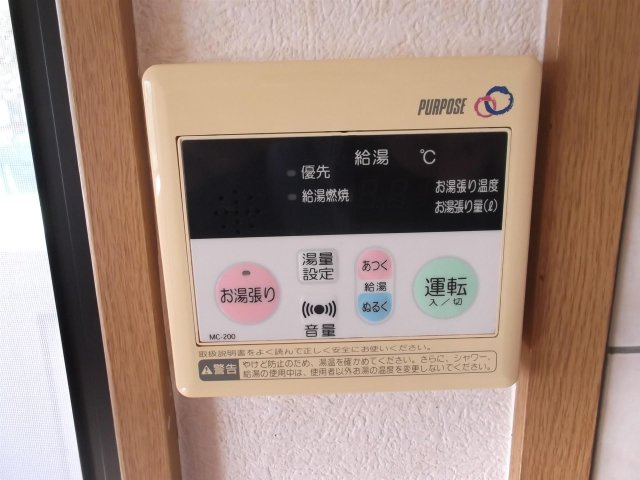 PURPOSE
給湯 ℃
優先
給湯燃焼
お湯張り温度
お湯張り量(ℓ)
お湯張り
湯量
設定
音量
あつく
給湯
ぬるく
運転
入／切
MC-200
取扱説明書をよく読んで正しく安全にお使いください。
警告 やけど防止のため、湯温を確かめてください。さらに、シャワー、
給湯の使用中は、使用者以外お湯の温度を変更しないでください。